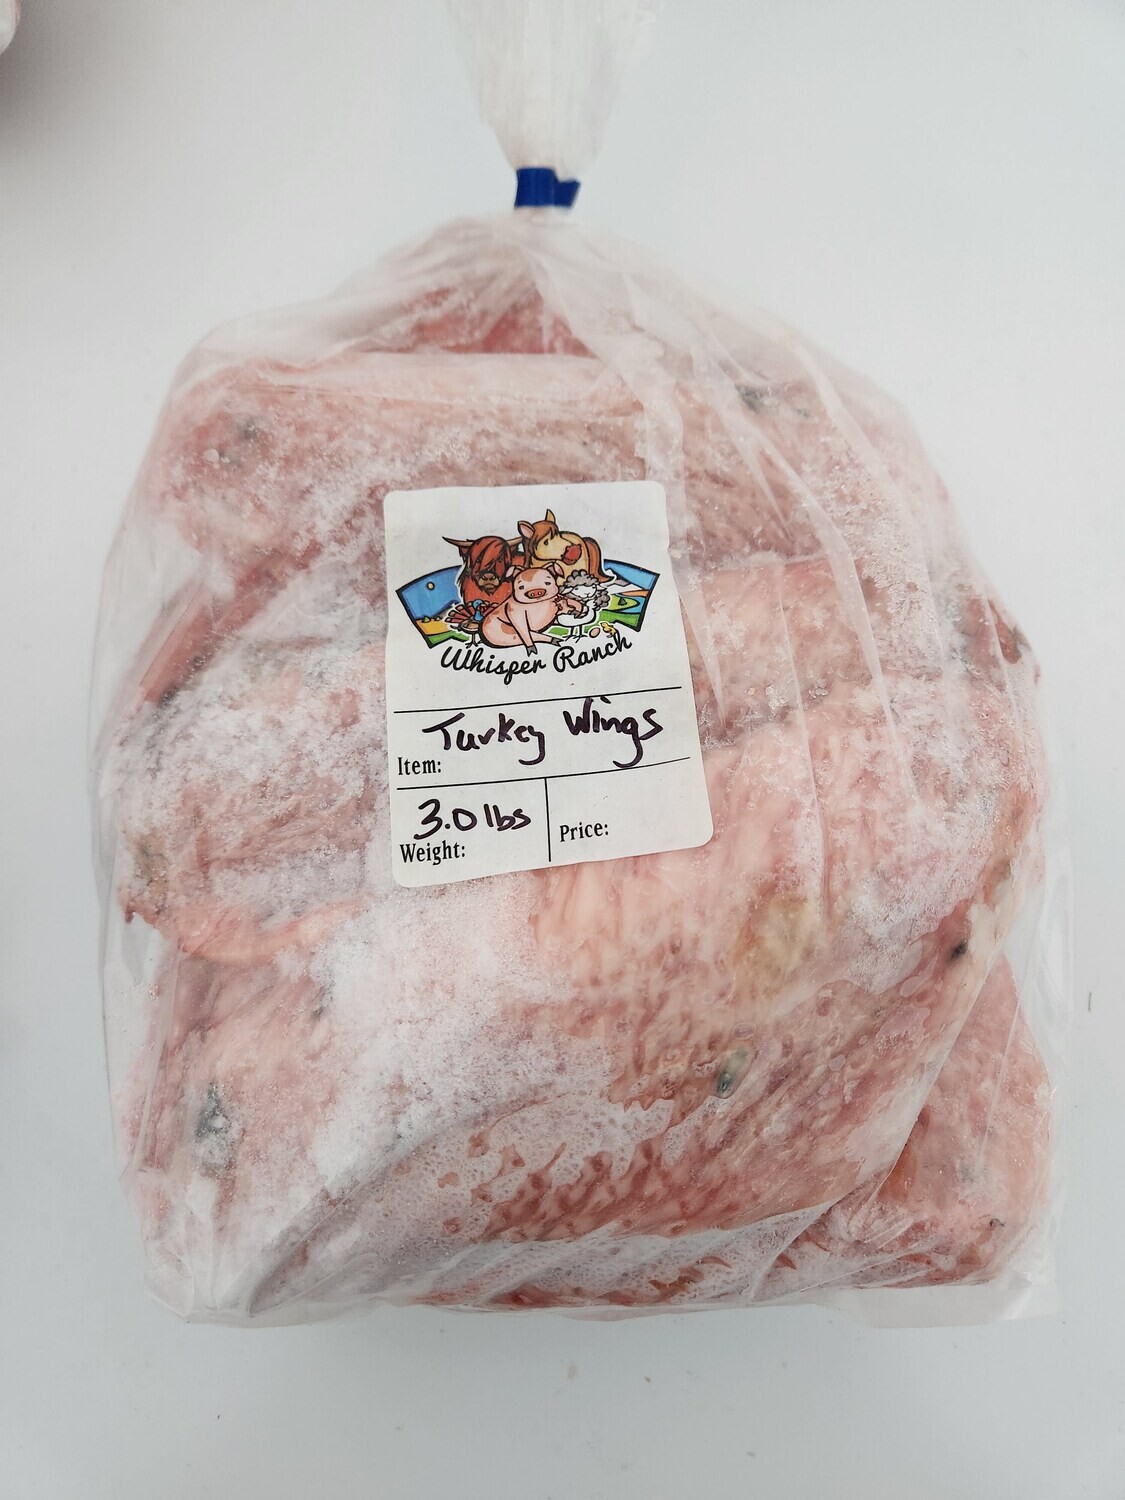 Whisper Ranch
Turkey Wings
Item:
3.0 lbs
Weight:
Price: